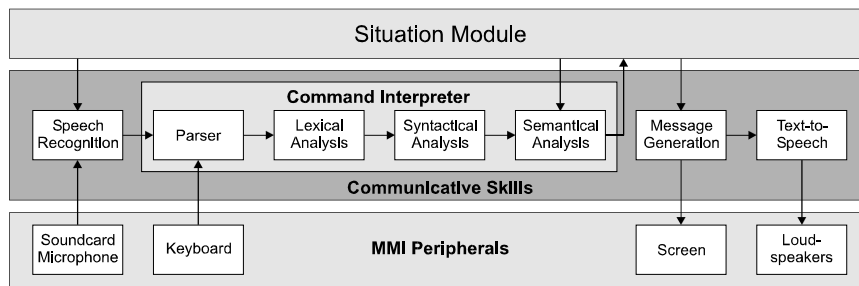 Situation Module
Command Interpreter
Speech
Recognition
Parser
Lexical
Analysis
Syntactical
Analysis
Semantical
Analysis
Message
Generation
Text-to-
Speech
Communicative Skills
Soundcard
Microphone
Keyboard
MMI Peripherals
Screen
Loud-
speakers